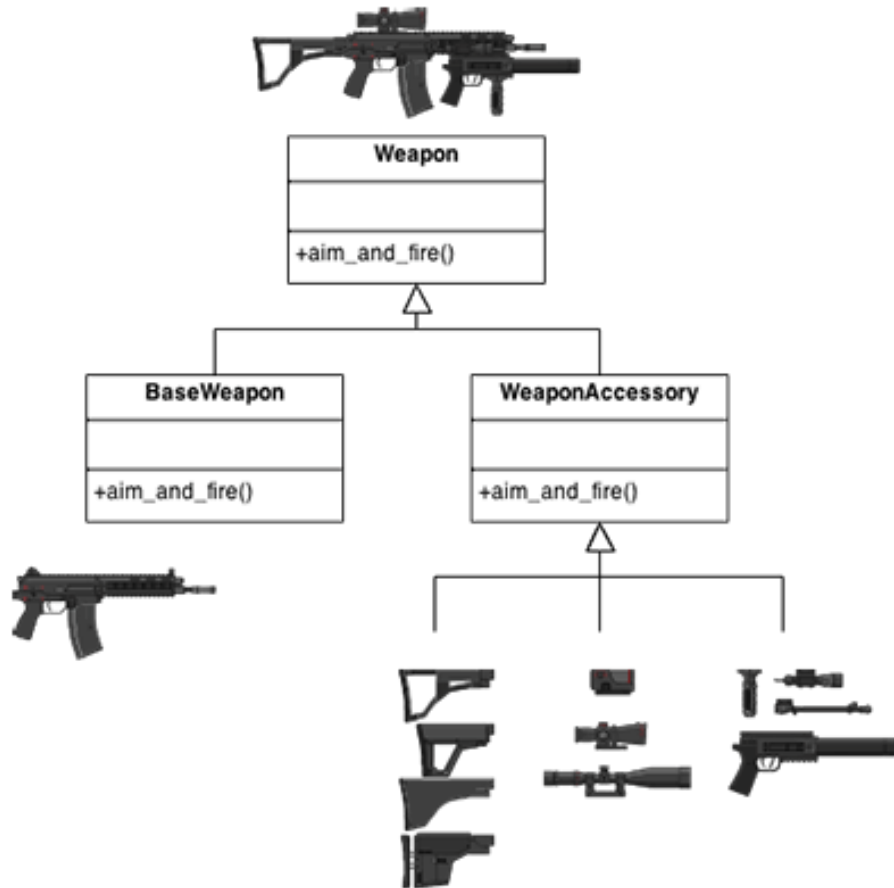 Weapon
+aim_and_fire()
BaseWeapon
WeaponAccessory
+aim_and_fire()
+aim_and_fire()